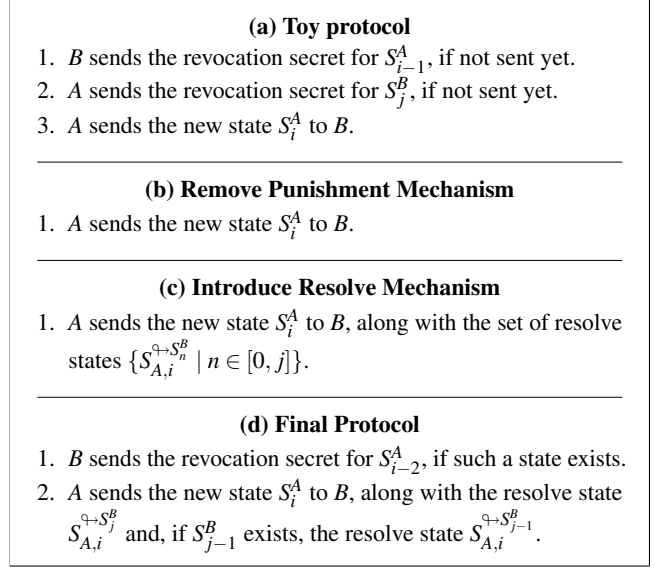 (a) Toy protocol
1. B sends the revocation secret for S^A_{i−1}, if not sent yet.
2. A sends the revocation secret for S^B_j, if not sent yet.
3. A sends the new state S^A_i to B.
(b) Remove Punishment Mechanism
1. A sends the new state S^A_i to B.
(c) Introduce Resolve Mechanism
1. A sends the new state S^A_i to B, along with the set of resolve
states {S^{↬S^B_n}_{A,i} | n ∈ [0, j]}.
(d) Final Protocol
1. B sends the revocation secret for S^A_{i−2}, if such a state exists.
2. A sends the new state S^A_i to B, along with the resolve state
S^{↬S^B_j}_{A,i} and, if S^B_{j−1} exists, the resolve state S^{↬S^B_{j−1}}_{A,i}.